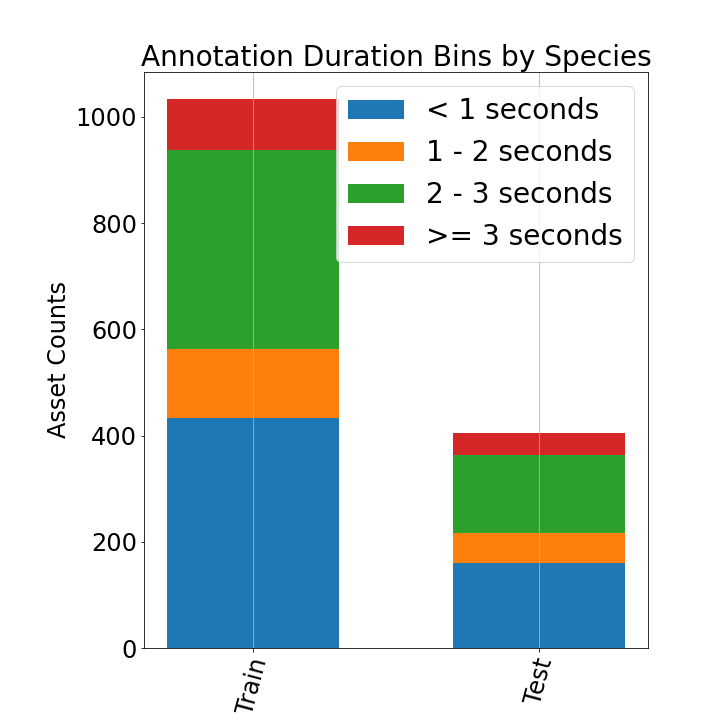 Annotation Duration Bins by Species
< 1 seconds
1 - 2 seconds
2 - 3 seconds
>= 3 seconds
1000
800
600
400
200
0
Asset Counts
Train
Test